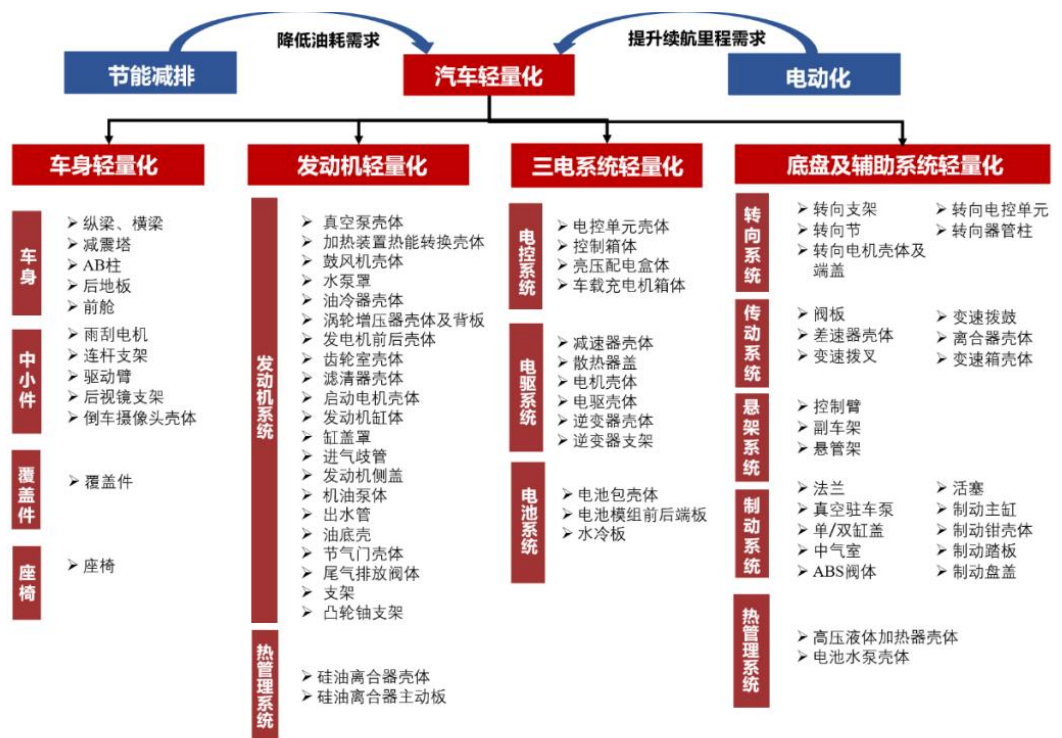 降低油耗需求
提升续航里程需求
节能减排
汽车轻量化
电动化
车身轻量化
车身
纵梁、横梁
减震塔
AB柱
后地板
前舱
中小件
雨刮电机
连杆支架
驱动臂
后视镜支架
倒车摄像头壳体
覆盖件
覆盖件
座椅
座椅
发动机轻量化
发动机系统
真空泵壳体
加热装置热能转换壳体
鼓风机壳体
水泵罩
油冷器壳体
涡轮增压器壳体及背板
发电机前后壳体
齿轮室壳体
滤清器壳体
启动电机壳体
发动机缸体
缸盖罩
进气歧管
发动机侧盖
机油泵体
出水管
油底壳
节气门壳体
尾气排放阀体
支架
凸轮铀支架
热管理系统
硅油离合器壳体
硅油离合器主动板
三电系统轻量化
电控系统
电控单元壳体
控制箱体
亮压配电盒体
车载充电机箱体
电驱系统
减速器壳体
散热器盖
电机壳体
电驱壳体
逆变器壳体
逆变器支架
电池系统
电池包壳体
电池模组前后端板
水冷板
底盘及辅助系统轻量化
转向系统
转向支架
转向节
转向电机壳体及
端盖
转向电控单元
转向器管柱
传动系统
阀板
差速器壳体
变速拨叉
变速拨鼓
离合器壳体
变速箱壳体
悬架系统
控制臂
副车架
悬管架
制动系统
法兰
真空驻车泵
单/双缸盖
中气室
ABS阀体
活塞
制动主缸
制动钳壳体
制动踏板
制动盘盖
热管理系统
高压液体加热器壳体
电池水泵壳体